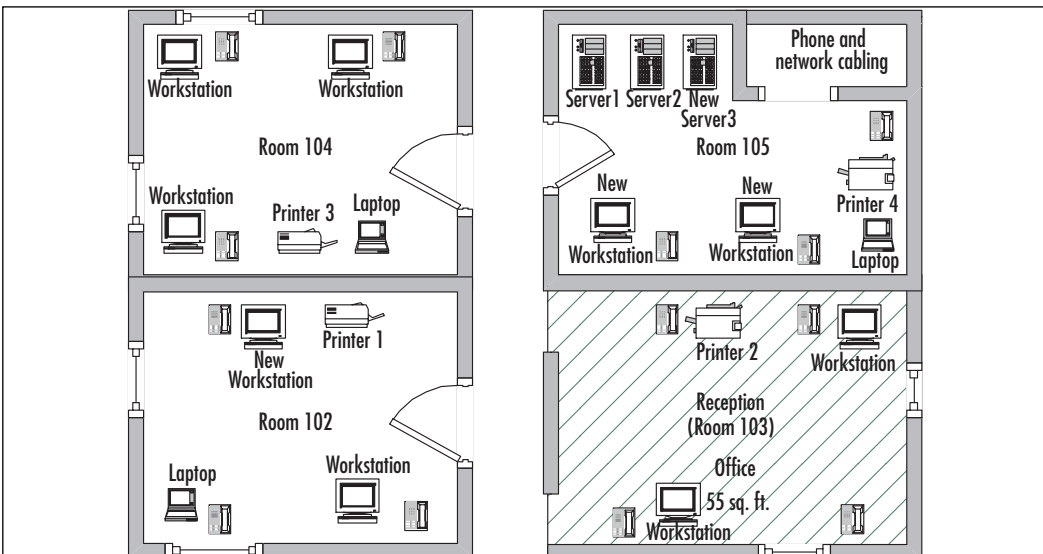 Workstation
Workstation
Room 104
Workstation
Printer 3
Laptop
Printer 1
New
Workstation
Room 102
Laptop
Workstation
Phone and
network cabling
Server1
Server2
New
Server3
Room 105
New
Workstation
New
Workstation
Printer 4
Laptop
Printer 2
Workstation
Reception
(Room 103)
Office
55 sq. ft.
Workstation